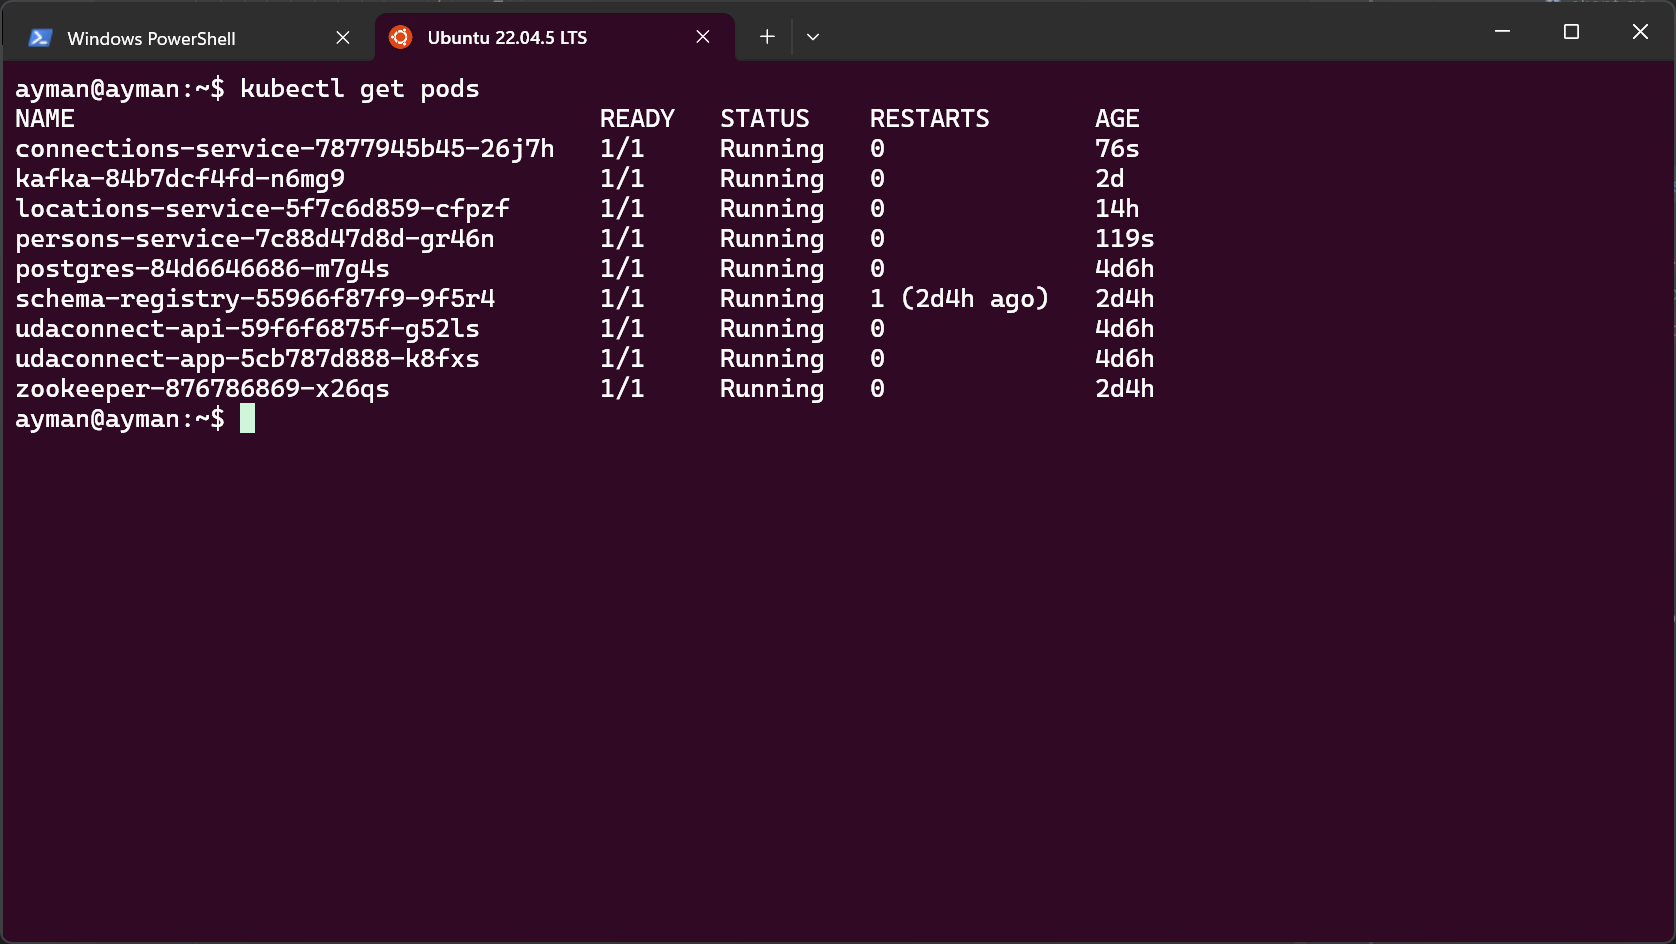 Windows PowerShell
Ubuntu 22.04.5 LTS
ayman@ayman:~$ kubectl get pods
NAME READY STATUS RESTARTS AGE
connections-service-7877945b45-26j7h 1/1 Running 0 76s
kafka-84b7dcf4fd-n6mg9 1/1 Running 0 2d
locations-service-5f7c6d859-cfpzf 1/1 Running 0 14h
persons-service-7c88d47d8d-gr46n 1/1 Running 0 119s
postgres-84d6646686-m7g4s 1/1 Running 0 4d6h
schema-registry-55966f87f9-9f5r4 1/1 Running 1 (2d4h ago) 2d4h
udaconnect-api-59f6f6875f-g52ls 1/1 Running 0 4d6h
udaconnect-app-5cb787d888-k8fxs 1/1 Running 0 4d6h
zookeeper-876786869-x26qs 1/1 Running 0 2d4h
ayman@ayman:~$